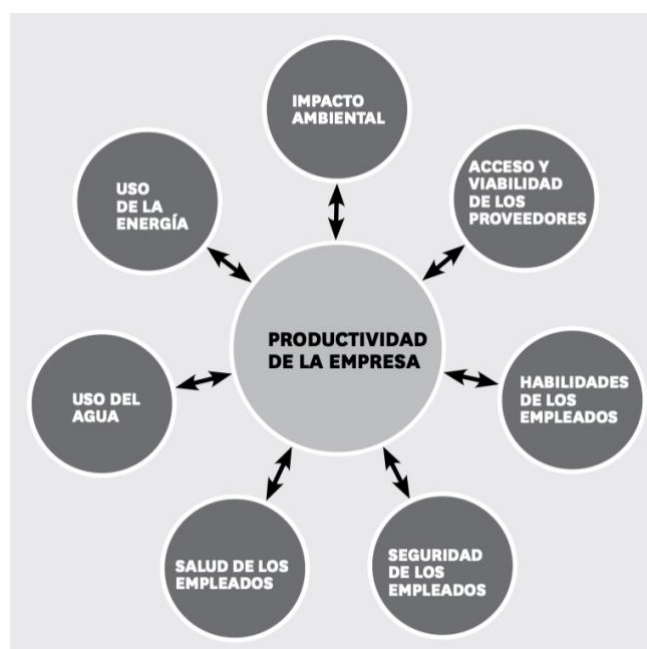 IMPACTO
AMBIENTAL
ACCESO Y
VIABILIDAD
DE LOS
PROVEEDORES
USO
DE LA
ENERGÍA
PRODUCTIVIDAD
DE LA EMPRESA
HABILIDADES
DE LOS
EMPLEADOS
USO DEL
AGUA
SEGURIDAD
DE LOS
EMPLEADOS
SALUD DE LOS
EMPLEADOS